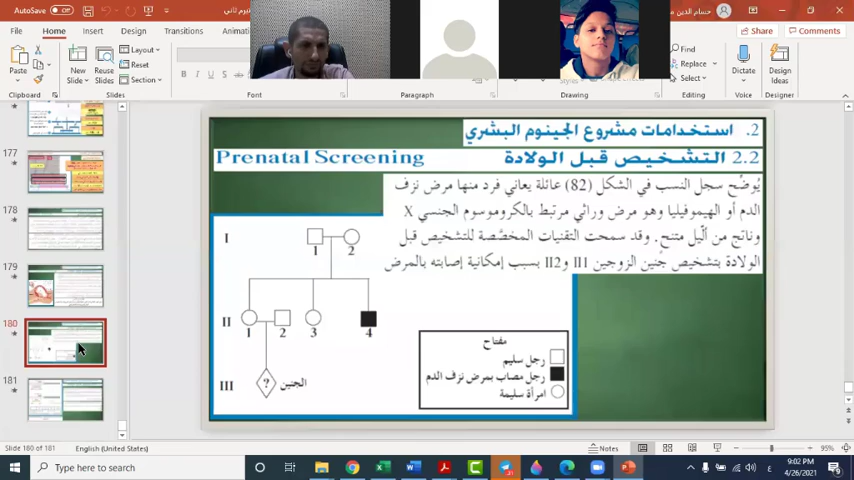 AutoSave Off
File Home Insert Design Transitions
Share Comments
Paste
New Slide
Reuse Slides
Layout
Reset
Section
B I U S
Font Paragraph Drawing Editing Voice Designer
Find
Replace
Select
Dictate
Design Ideas
177
178
179
180
181
2. استخدامات مشروع الجينوم البشري
2.2 التشخيص قبل الولادة Prenatal Screening
يُوضِّح سجل النسب في الشكل (82) عائلة يعاني فرد منها مرض نزف
الدم أو الهيموفيليا وهو مرض وراثي مرتبط بالكروموسوم الجنسي X
وناتج من أليل متنحٍ. وقد سمحت التقنيات المخصَّصة للتشخيص قبل
الولادة بتشخيص جنين الزوجين II1 وII2 بسبب إمكانية إصابته بالمرض
I
1 2
II
1 2 3 4
III
?
الجنين
مفتاح
رجل سليم
رجل مصاب بمرض نزف الدم
امرأة سليمة
Slide 180 of 181 English (United States)
Notes
95%
Type here to search
9:02 PM
4/26/2021